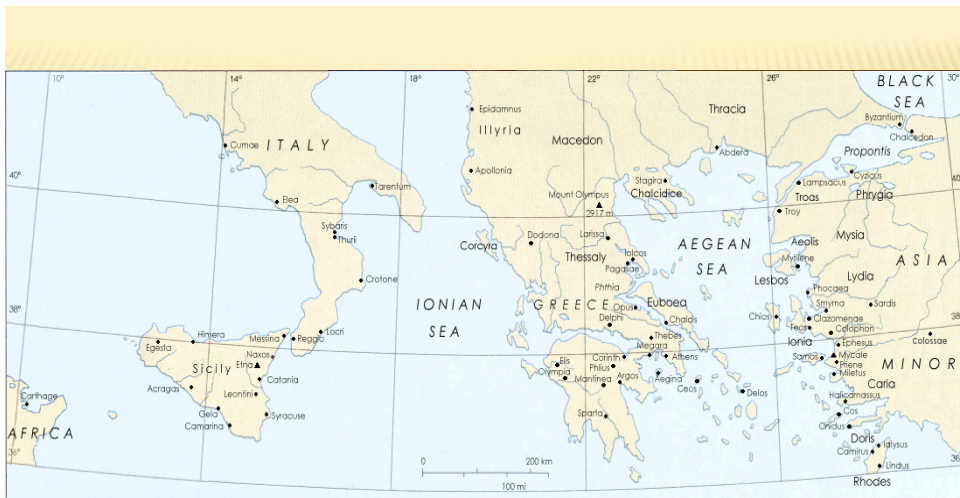 10°
14°
18°
22°
26°
30°
BLACK
SEA
Thracia
Byzantium
Epidamnus
Illyria
Chalcedon
Macedon
Cumae
ITALY
Abdera
Propontis
Apollonia
Stagira
Cyzicus
Lampsacus
40°
Tarentum
Mount Olympus
Chalcidice
Troas
Phrygia
40
Elea
2917 m
Troy
Sybaris
Thurii
Dodona
Larissa
Mysia
Corcyra
AEGEAN
SEA
Aeolis
Thessaly
Iolcos
Pagasae
Mytilene
ASIA
Lesbos
Lydia
Crotone
Phthia
Phocaea
IONIAN
SEA
GREECE
Euboea
Opus
Smyrna
Sardis
38°
Delphi
Chalcis
Chios
Clazomenae
Teos
Colophon
38
Himera
Messina
Locri
Reggio
Thebes
Ionia
Colossae
Egesta
Megara
Ephesus
Naxos
Elis
Corinth
Athens
Samos
Mycale
Etna
Sicily
Olympia
Phlius
Priene
MINOR
Catania
Mantinea
Argos
Aegina
Miletus
Acragas
Ceos
Caria
Leontini
Delos
Halicarnassus
Carthage
Gela
Syracuse
Sparta
Cos
Camarina
Cnidus
AFRICA
Doris
Ialysus
Camirus
36°
36
0
200 km
Lindus
100 mi
Rhodes